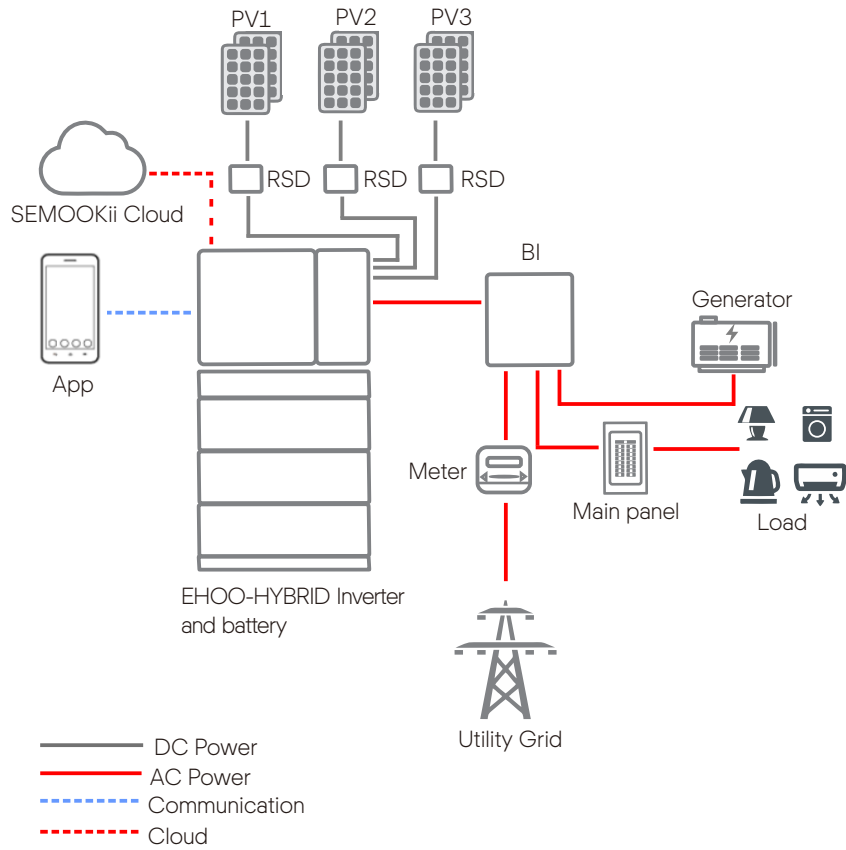 PV1
PV2
PV3
RSD
RSD
RSD
SEMOOKii Cloud
BI
Generator
App
Meter
Main panel
Load
EHOO-HYBRID Inverter
and battery
Utility Grid
DC Power
AC Power
Communication
Cloud